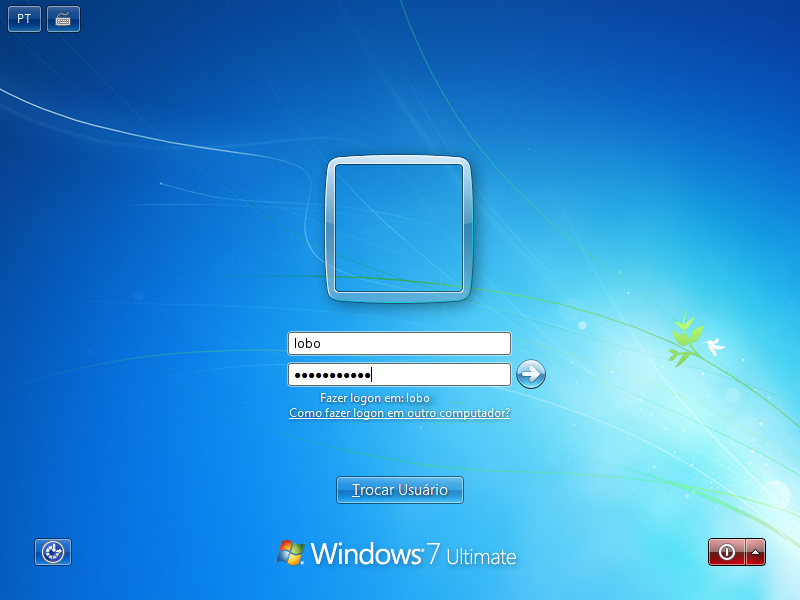 PT
lobo
●●●●●●●●●●●
Fazer logon em: lobo
Como fazer logon em outro computador?
Trocar Usuário
Windows 7 Ultimate